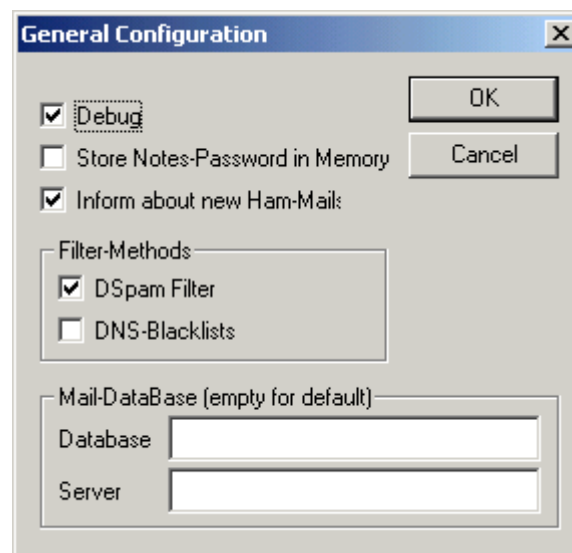 General Configuration
OK
Debug
Store Notes-Password in Memory
Cancel
Inform about new Ham-Mails
Filter-Methods
DSpam Filter
DNS-Blacklists
Mail-DataBase (empty for default)
Database
Server